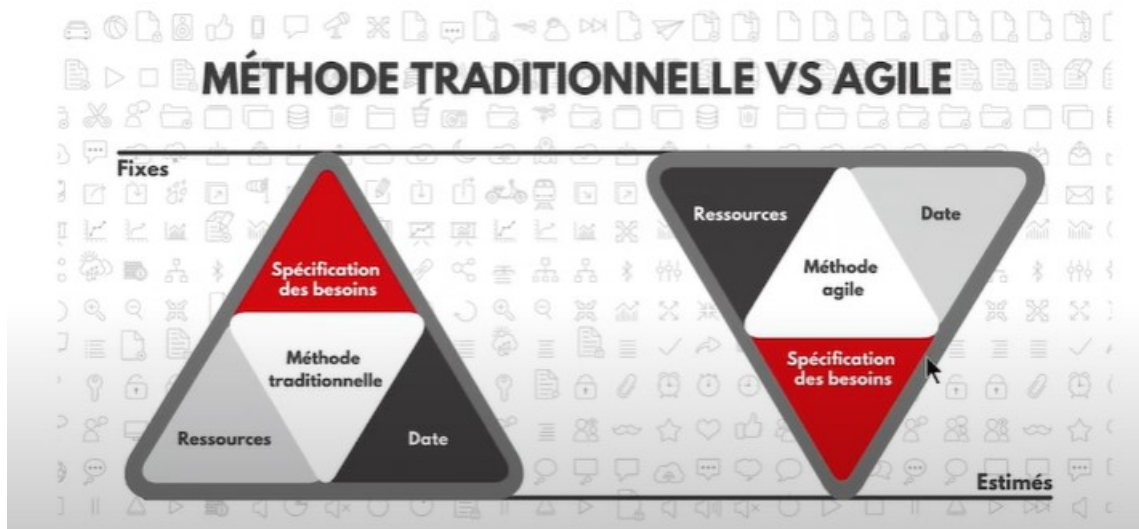 MÉTHODE TRADITIONNELLE VS AGILE
Fixes
Spécification
des besoins
Méthode
traditionnelle
Ressources
Date
Ressources
Date
Méthode
agile
Spécification
des besoins
Estimés